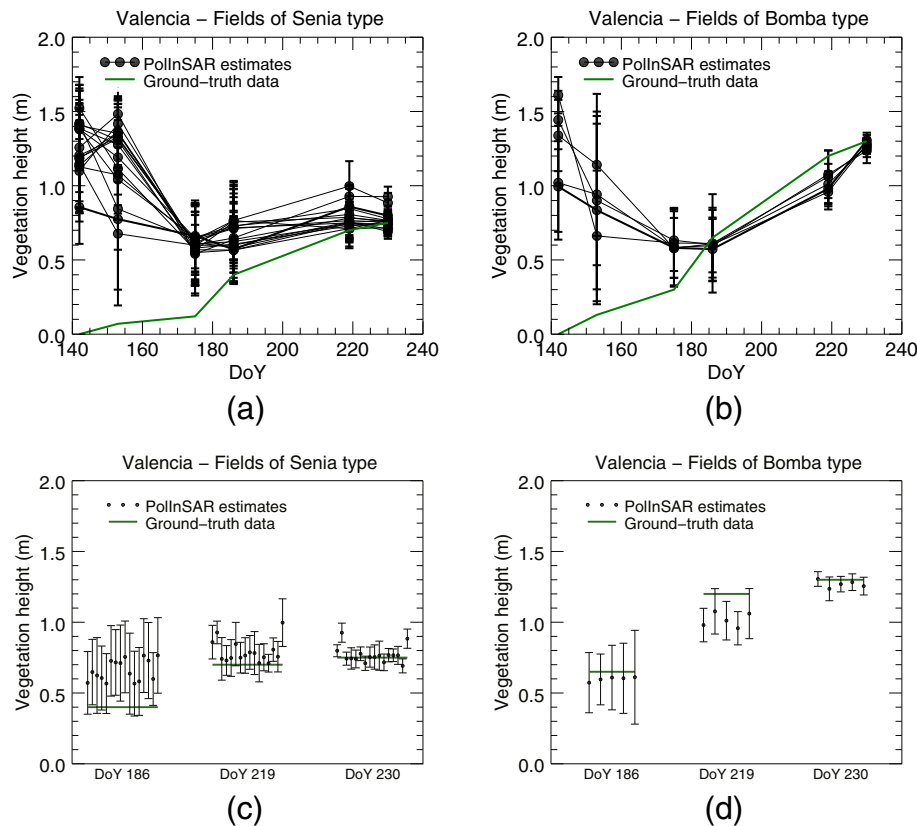 Valencia – Fields of Senia type
2.0
1.5
1.0
0.5
0.0
Vegetation height (m)
PolInSAR estimates
Ground–truth data
140 160 180 200 220 240
DoY
(a)
Valencia – Fields of Bomba type
2.0
1.5
1.0
0.5
0.0
Vegetation height (m)
PolInSAR estimates
Ground–truth data
140 160 180 200 220 240
DoY
(b)
Valencia – Fields of Senia type
2.0
1.5
1.0
0.5
0.0
Vegetation height (m)
PolInSAR estimates
Ground–truth data
DoY 186 DoY 219 DoY 230
(c)
Valencia – Fields of Bomba type
2.0
1.5
1.0
0.5
0.0
Vegetation height (m)
PolInSAR estimates
Ground–truth data
DoY 186 DoY 219 DoY 230
(d)